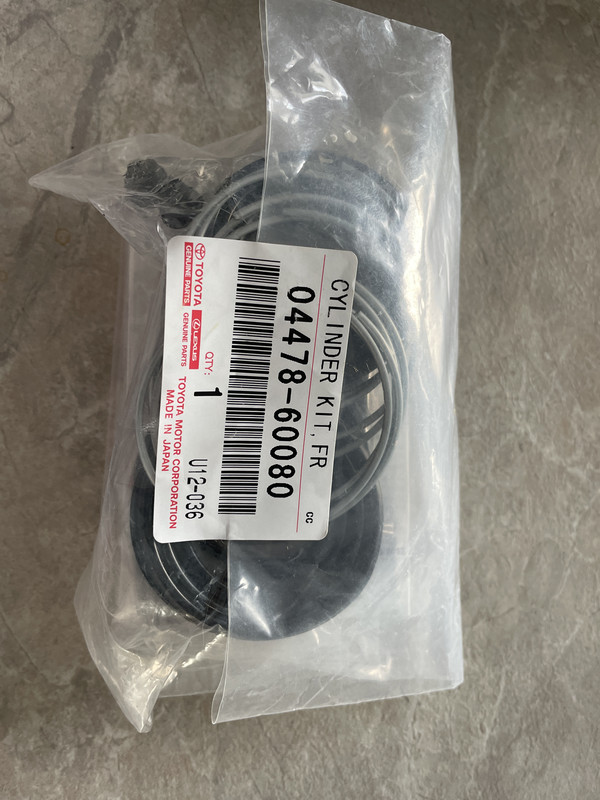 CYLINDER KIT, FR
04478-60080
CC
TOYOTA
GENUINE PARTS
LEXUS
GENUINE PARTS
QTY:
1
U12-036
TOYOTA MOTOR CORPORATION
MADE IN JAPAN